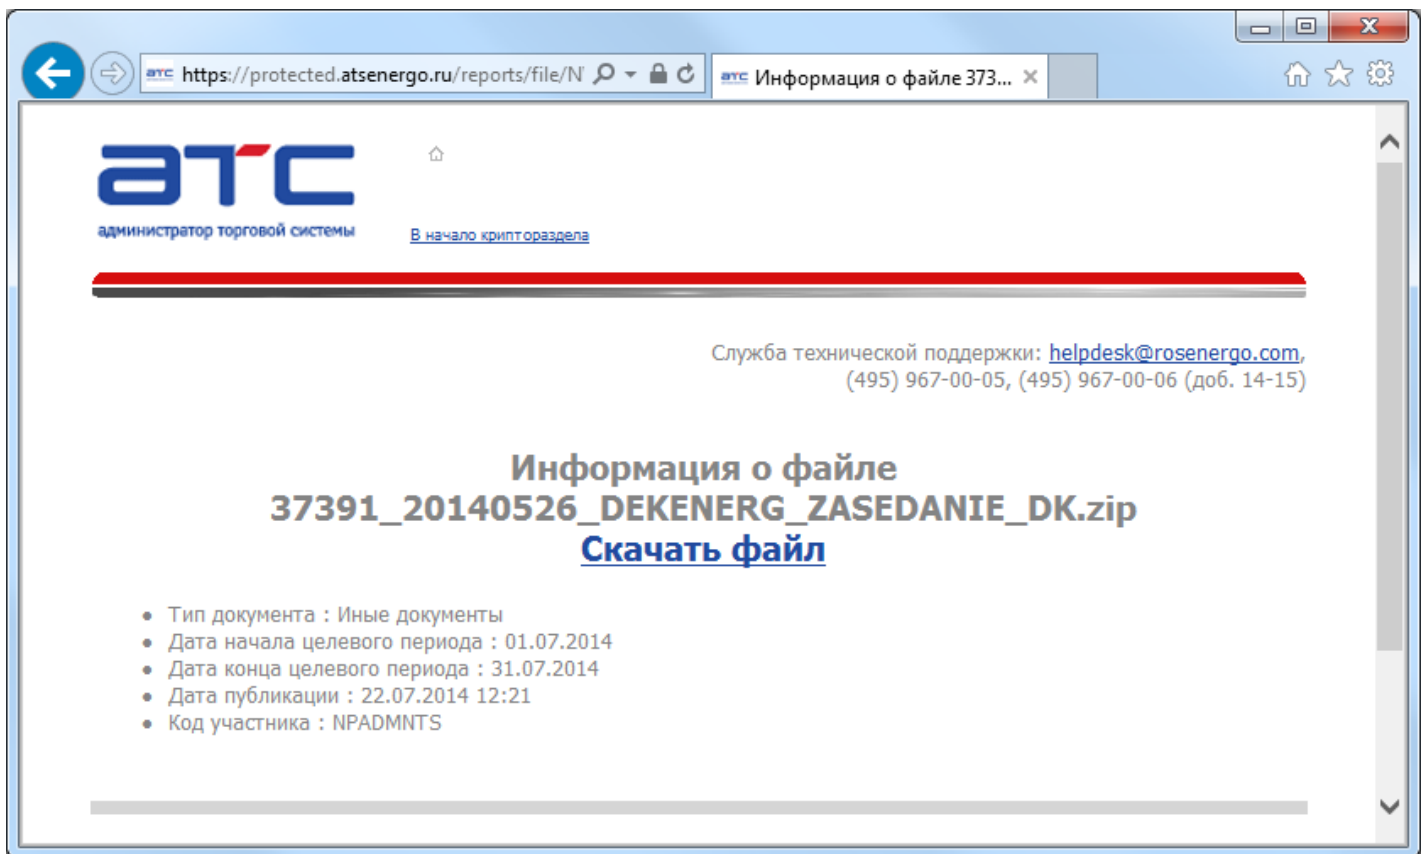 https://protected.atsenergo.ru/reports/file/N
атс Информация о файле 373...
атс
администратор торговой системы
В начало криптораздела
Служба технической поддержки: helpdesk@rosenergo.com,
(495) 967-00-05, (495) 967-00-06 (доб. 14-15)
Информация о файле
37391_20140526_DEKENERG_ZASEDANIE_DK.zip
Скачать файл
• Тип документа : Иные документы
• Дата начала целевого периода : 01.07.2014
• Дата конца целевого периода : 31.07.2014
• Дата публикации : 22.07.2014 12:21
• Код участника : NPADMNTS